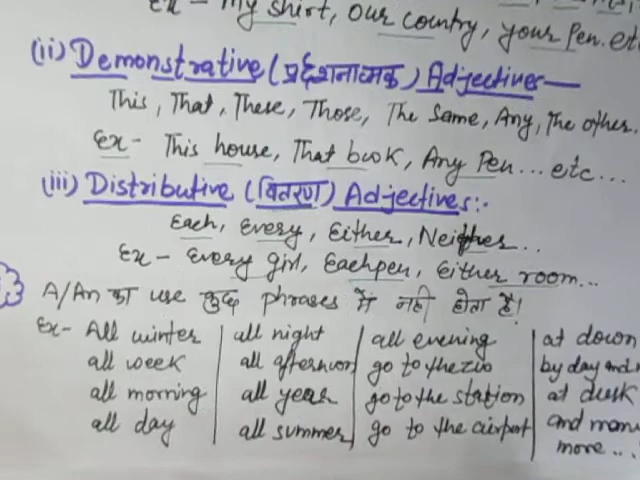 Ex - My shirt, Our country, your Pen. etc
(ii) Demonstrative (प्रदर्शनात्मक) Adjectives—
This, That, These, Those, The Same, Any, The other.
Ex- This house, That book, Any Pen... etc...
(iii) Distributive (वितरण) Adjectives:-
Each, Every, Either, Neither..
Ex - Every girl, Each pen, Either room...
A/An का use कुछ phrases में नही होता है!
Ex- All winter | all night | all evening | at down
all week | all afternoon | go to the zoo | by day and
all morning | all year | go to the station | at dusk
all day | all summer | go to the airport | and many
more...